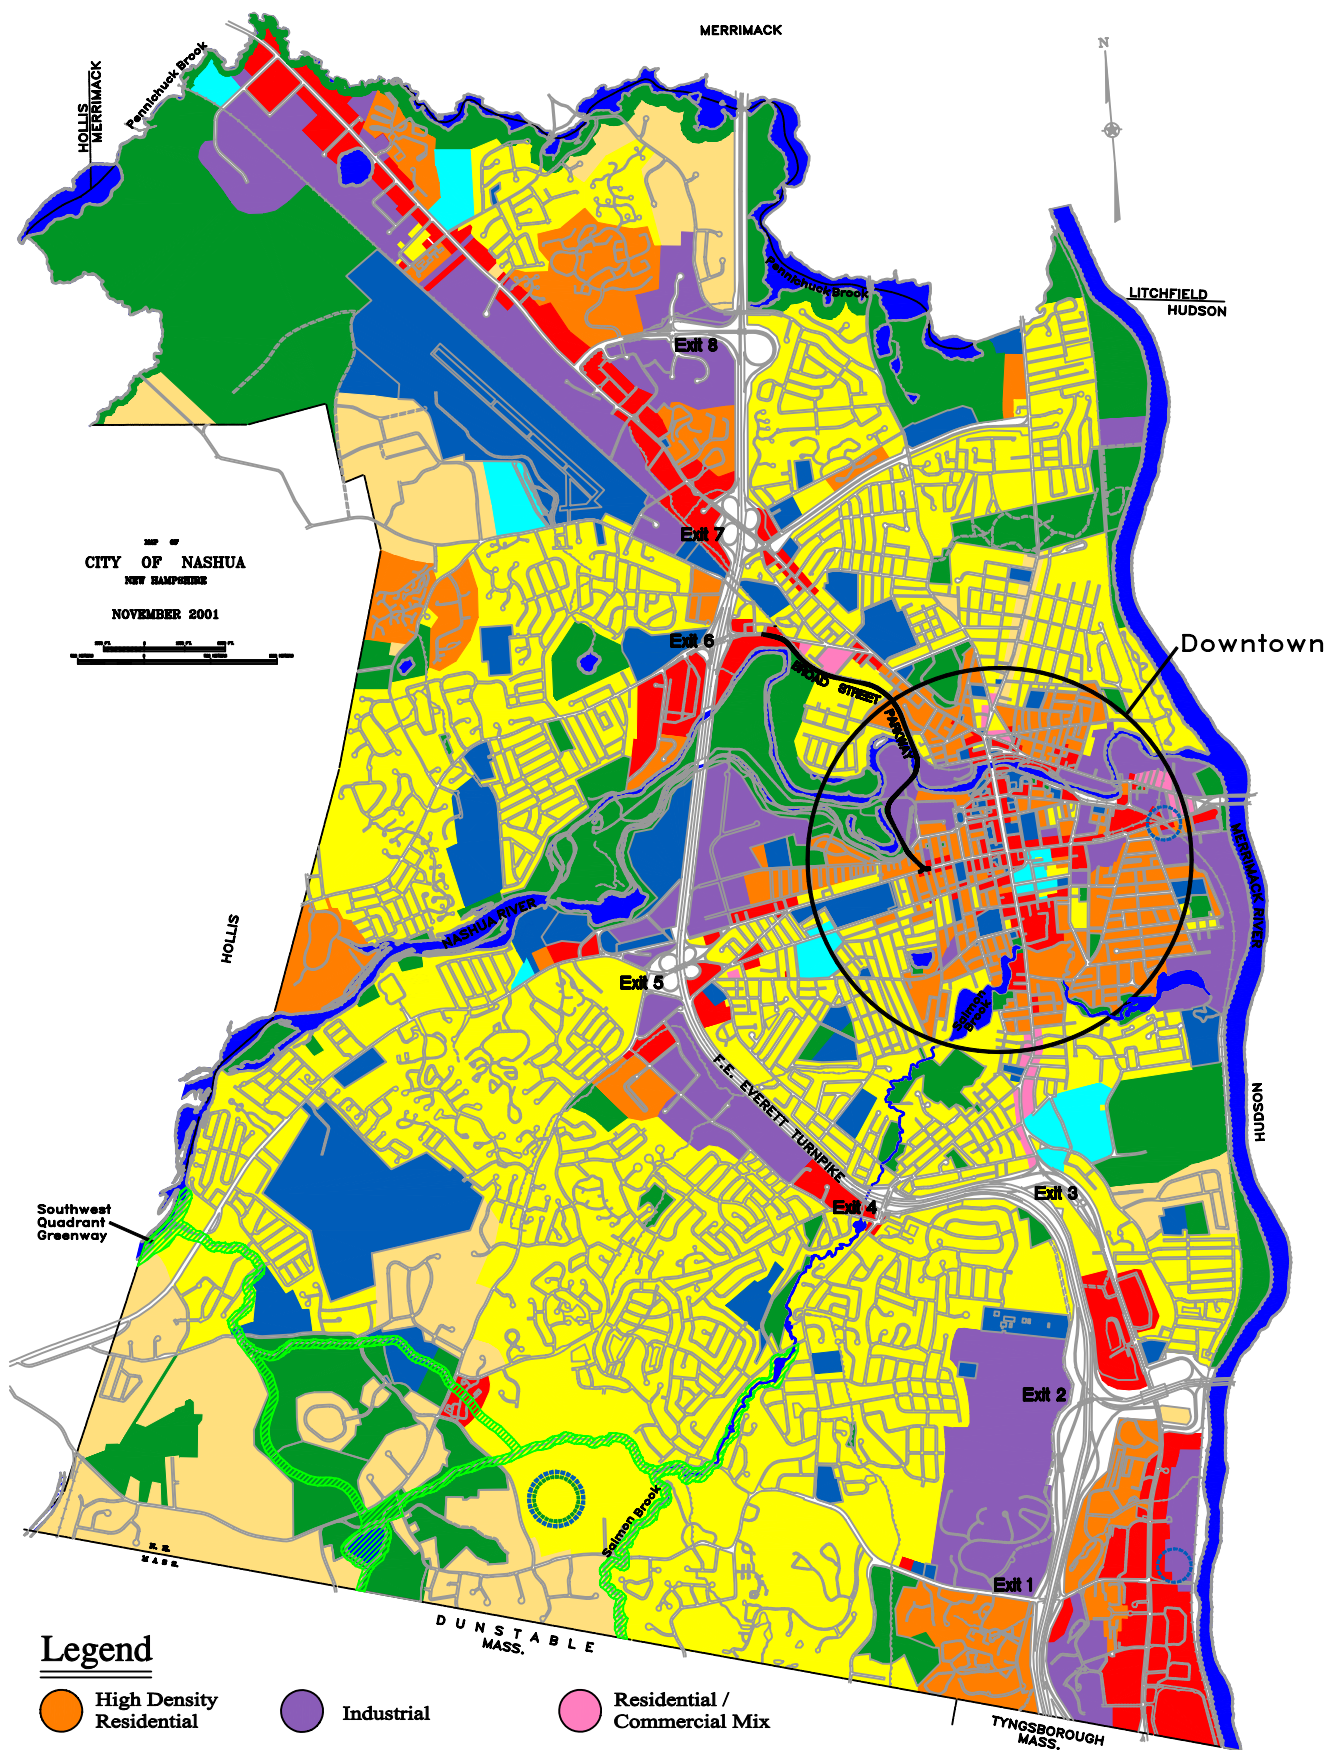 MERRIMACK
N
Pennichuck Brook
HOLLIS
MERRIMACK
Pennichuck Brook
LITCHFIELD
HUDSON
Exit 8
Exit 7
MAP OF
CITY OF NASHUA
NEW HAMPSHIRE
NOVEMBER 2001
Exit 6
Downtown
BROAD STREET PARKWAY
MERRIMACK RIVER
NASHUA RIVER
HOLLIS
Exit 5
Salmon
Brook
F.E. EVERETT TURNPIKE
HUDSON
Exit 3
Exit 4
Southwest
Quadrant
Greenway
Exit 2
Salmon Brook
N. H.
MASS.
Exit 1
DUNSTABLE
MASS.
Legend
High Density
Residential
Industrial
Residential /
Commercial Mix
TYNGSBOROUGH
MASS.